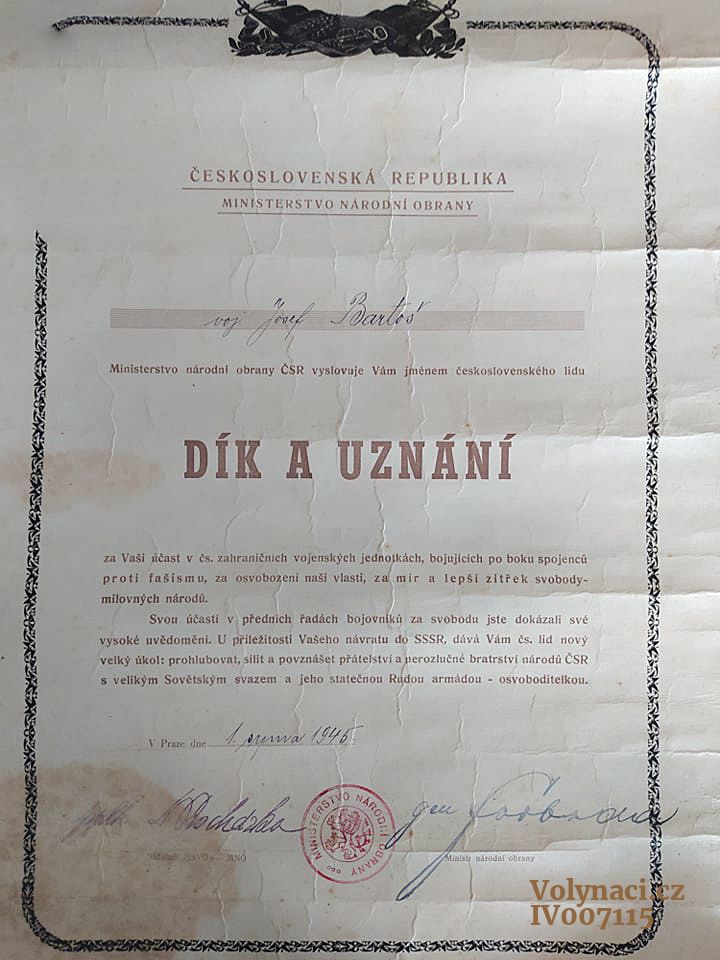 ČESKOSLOVENSKÁ REPUBLIKA
MINISTERSTVO NÁRODNÍ OBRANY
voj. Josef Bartoš
Ministerstvo národní obrany ČSR vyslovuje Vám jménem československého lidu
DÍK A UZNÁNÍ
za Vaši účast v čs. zahraničních vojenských jednotkách, bojujících po boku spojenců
proti fašismu, za osvobození naší vlasti, za mír a lepší zítřek svobody-
milovných národů.
Svou účastí v předních řadách bojovníků za svobodu jste dokázali své
vysoké uvědomění. U příležitosti Vašeho návratu do SSSR, dává Vám čs. lid nový
velký úkol: prohlubovat, sílit a povznášet přátelství a nerozlučné bratrství národů ČSR
s velikým Sovětským svazem a jeho statečnou Rudou armádou - osvoboditelkou.
V Praze dne 1. srpna 1945
Procházka
gen Svoboda
MINISTERSTVO NÁRODNÍ OBRANY
HSVO - MNO
Ministr národní obrany
Volynaci.cz
IV007115